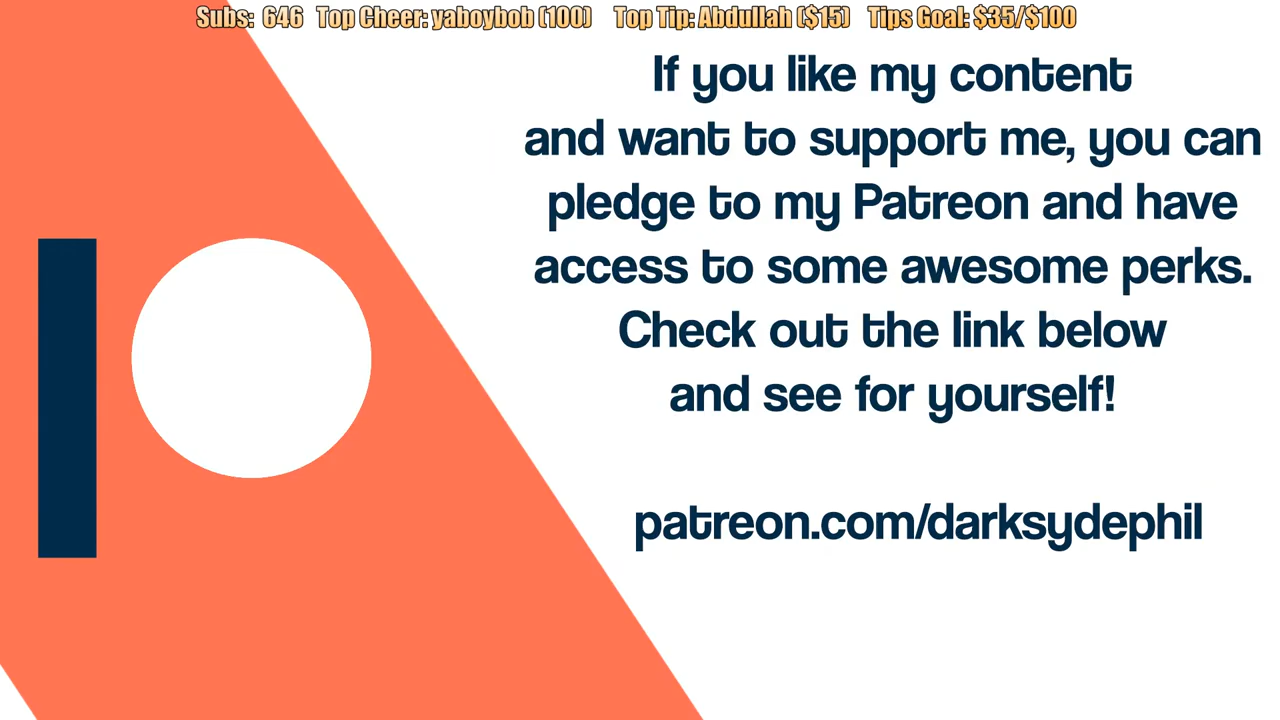 Subs: 646 Top Cheer: yaboybob (100) Top Tip: Abdullah ($15) Tips Goal: $35/$100
If you like my content
and want to support me, you can
pledge to my Patreon and have
access to some awesome perks.
Check out the link below
and see for yourself!
patreon.com/darksydephil